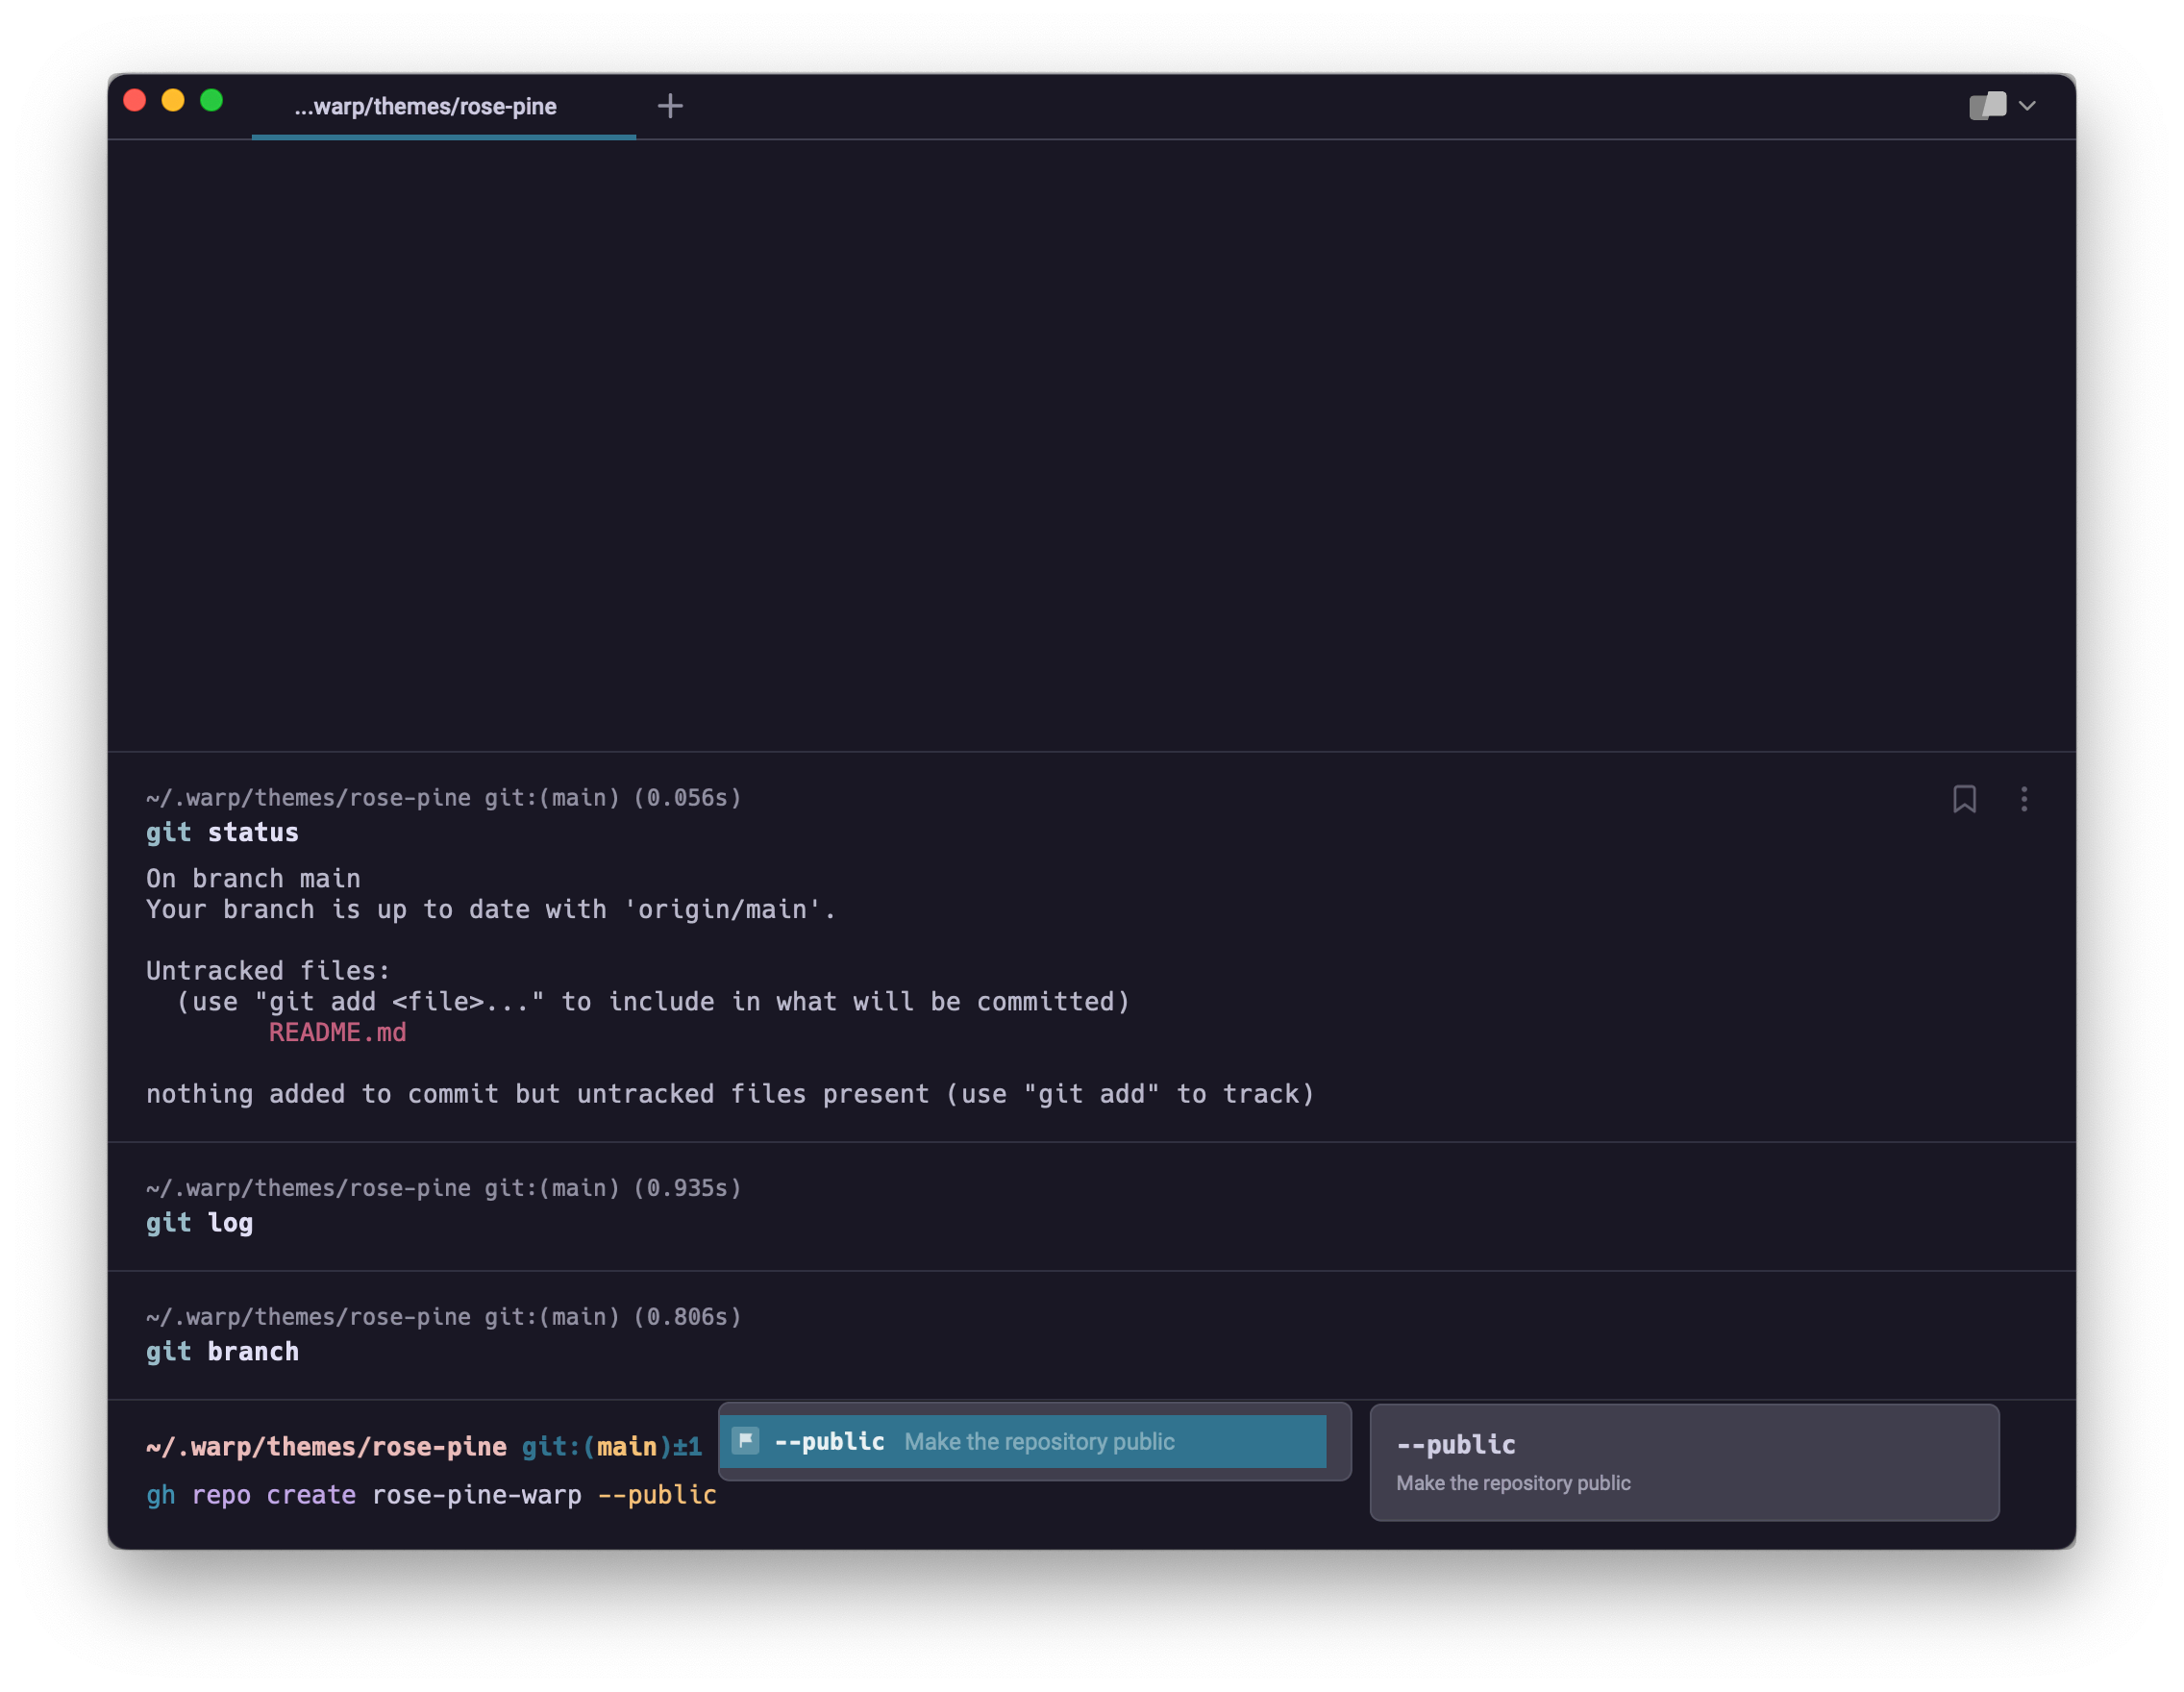 ...warp/themes/rose-pine
~/.warp/themes/rose-pine git:(main) (0.056s)
git status
On branch main
Your branch is up to date with 'origin/main'.
Untracked files:
  (use "git add <file>..." to include in what will be committed)
        README.md
nothing added to commit but untracked files present (use "git add" to track)
~/.warp/themes/rose-pine git:(main) (0.935s)
git log
~/.warp/themes/rose-pine git:(main) (0.806s)
git branch
~/.warp/themes/rose-pine git:(main)±1
--public Make the repository public
--public
Make the repository public
gh repo create rose-pine-warp --public